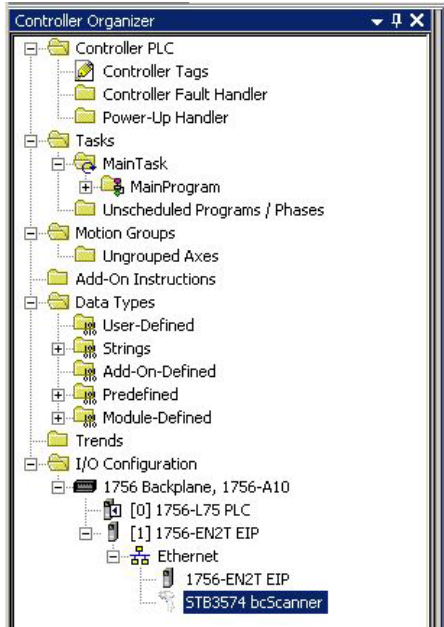 Controller Organizer
Controller PLC
Controller Tags
Controller Fault Handler
Power-Up Handler
Tasks
MainTask
MainProgram
Unscheduled Programs / Phases
Motion Groups
Ungrouped Axes
Add-On Instructions
Data Types
User-Defined
Strings
Add-On-Defined
Predefined
Module-Defined
Trends
I/O Configuration
1756 Backplane, 1756-A10
[0] 1756-L75 PLC
[1] 1756-EN2T EIP
Ethernet
1756-EN2T EIP
STB3574 bcScanner